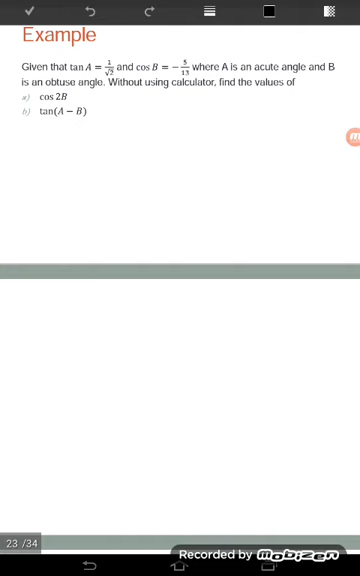 Example
Given that tan A = 1/√3 and cos B = − 5/13 where A is an acute angle and B
is an obtuse angle. Without using calculator, find the values of
a) cos 2B
b) tan(A − B)
23 /34
Recorded by mobizen